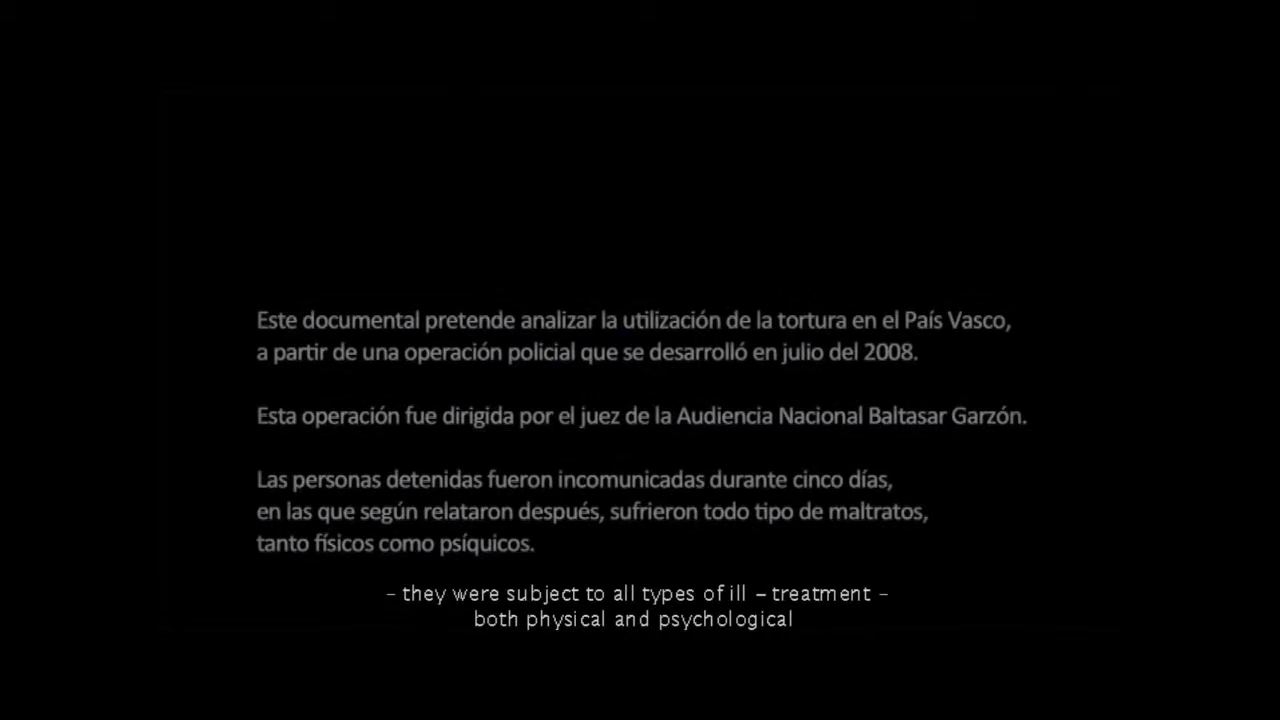 Este documental pretende analizar la utilización de la tortura en el País Vasco,
a partir de una operación policial que se desarrolló en julio del 2008.
Esta operación fue dirigida por el juez de la Audiencia Nacional Baltasar Garzón.
Las personas detenidas fueron incomunicadas durante cinco días,
en las que según relataron después, sufrieron todo tipo de maltratos,
tanto físicos como psíquicos.
– they were subject to all types of ill – treatment –
both physical and psychological